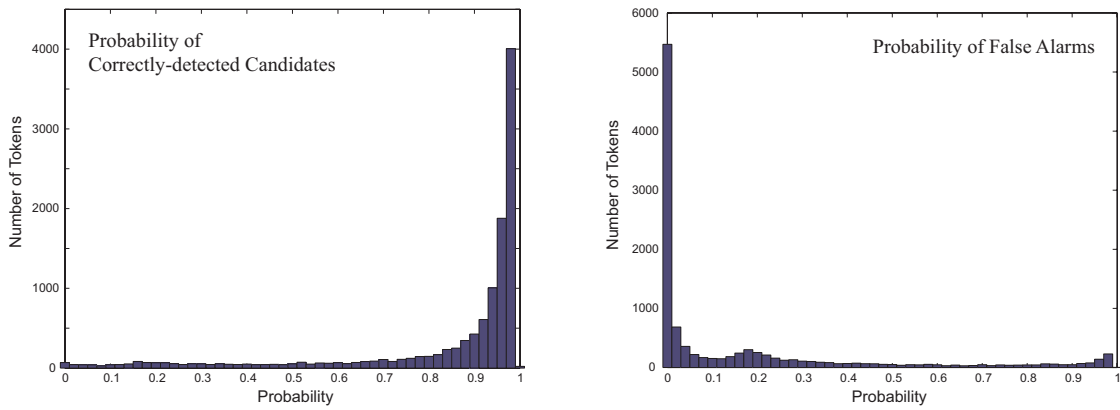 Probability of
Correctly-detected Candidates
4000
3000
2000
1000
0
Number of Tokens
0 0.1 0.2 0.3 0.4 0.5 0.6 0.7 0.8 0.9 1
Probability
Probability of False Alarms
6000
5000
4000
3000
2000
1000
0
Number of Tokens
0 0.1 0.2 0.3 0.4 0.5 0.6 0.7 0.8 0.9 1
Probability